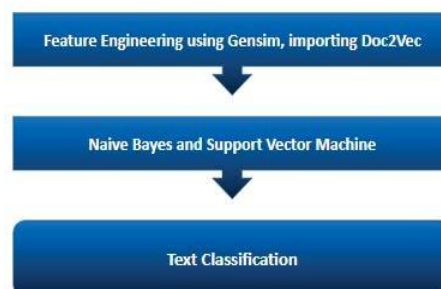 Feature Engineering using Gensim, importing Doc2Vec
Naive Bayes and Support Vector Machine
Text Classification